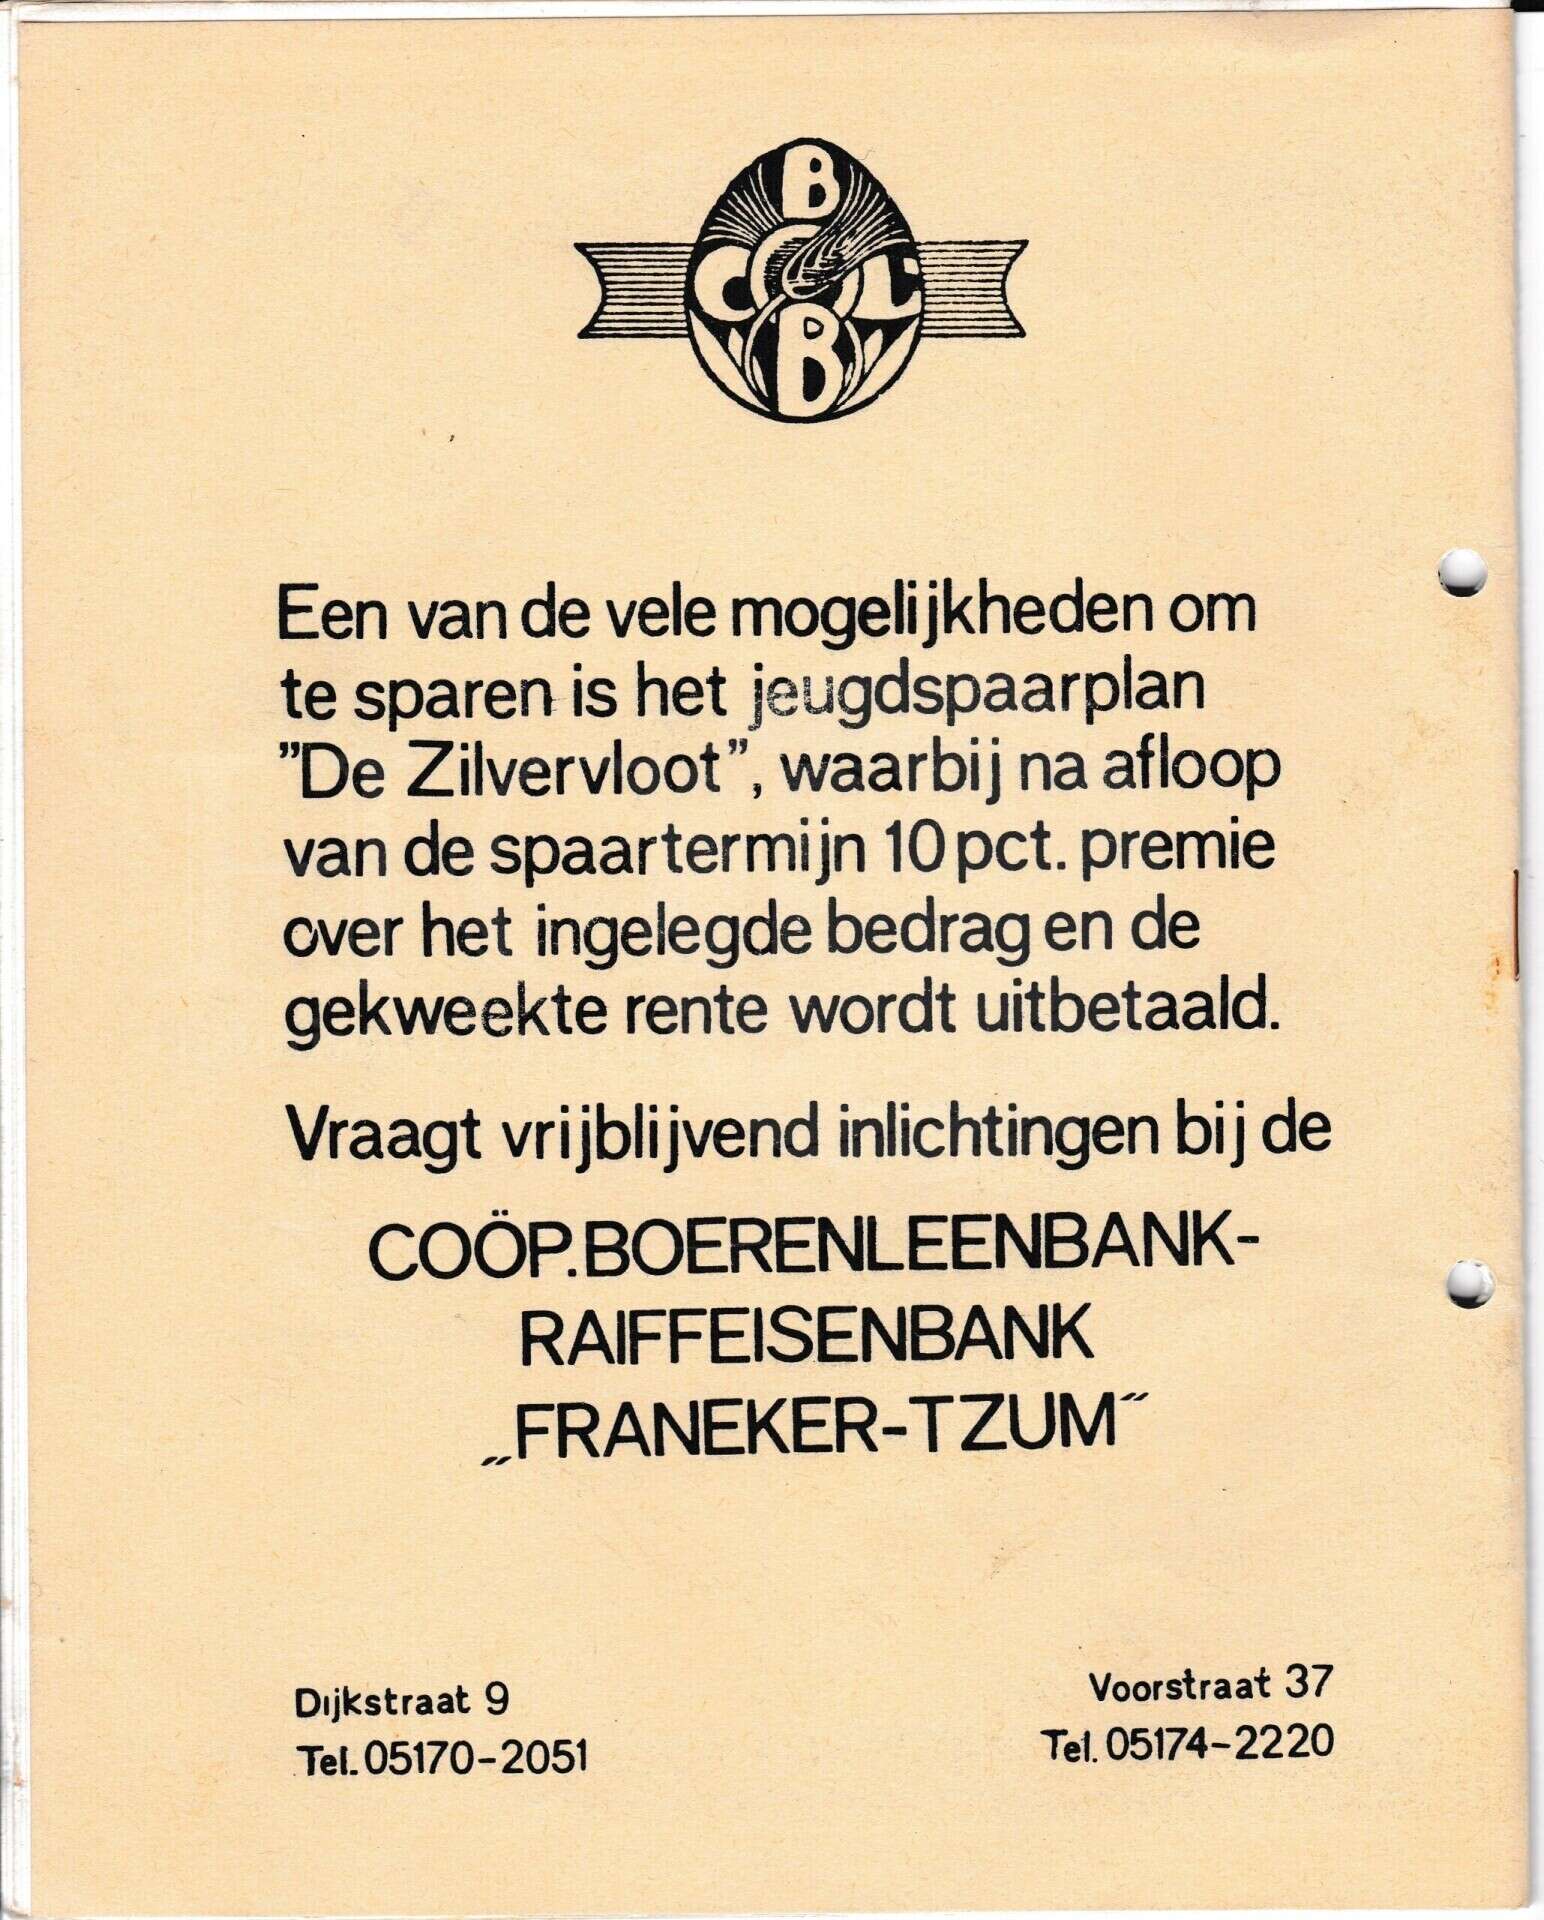 B
C L
B
Een van de vele mogelijkheden om
te sparen is het jeugdspaarplan
”De Zilvervloot”, waarbij na afloop
van de spaartermijn 10 pct. premie
over het ingelegde bedrag en de
gekweekte rente wordt uitbetaald.
Vraagt vrijblijvend inlichtingen bij de
COÖP. BOERENLEENBANK-
RAIFFEISENBANK
„FRANEKER-TZUM”
Dijkstraat 9
Tel. 05170-2051
Voorstraat 37
Tel. 05174-2220